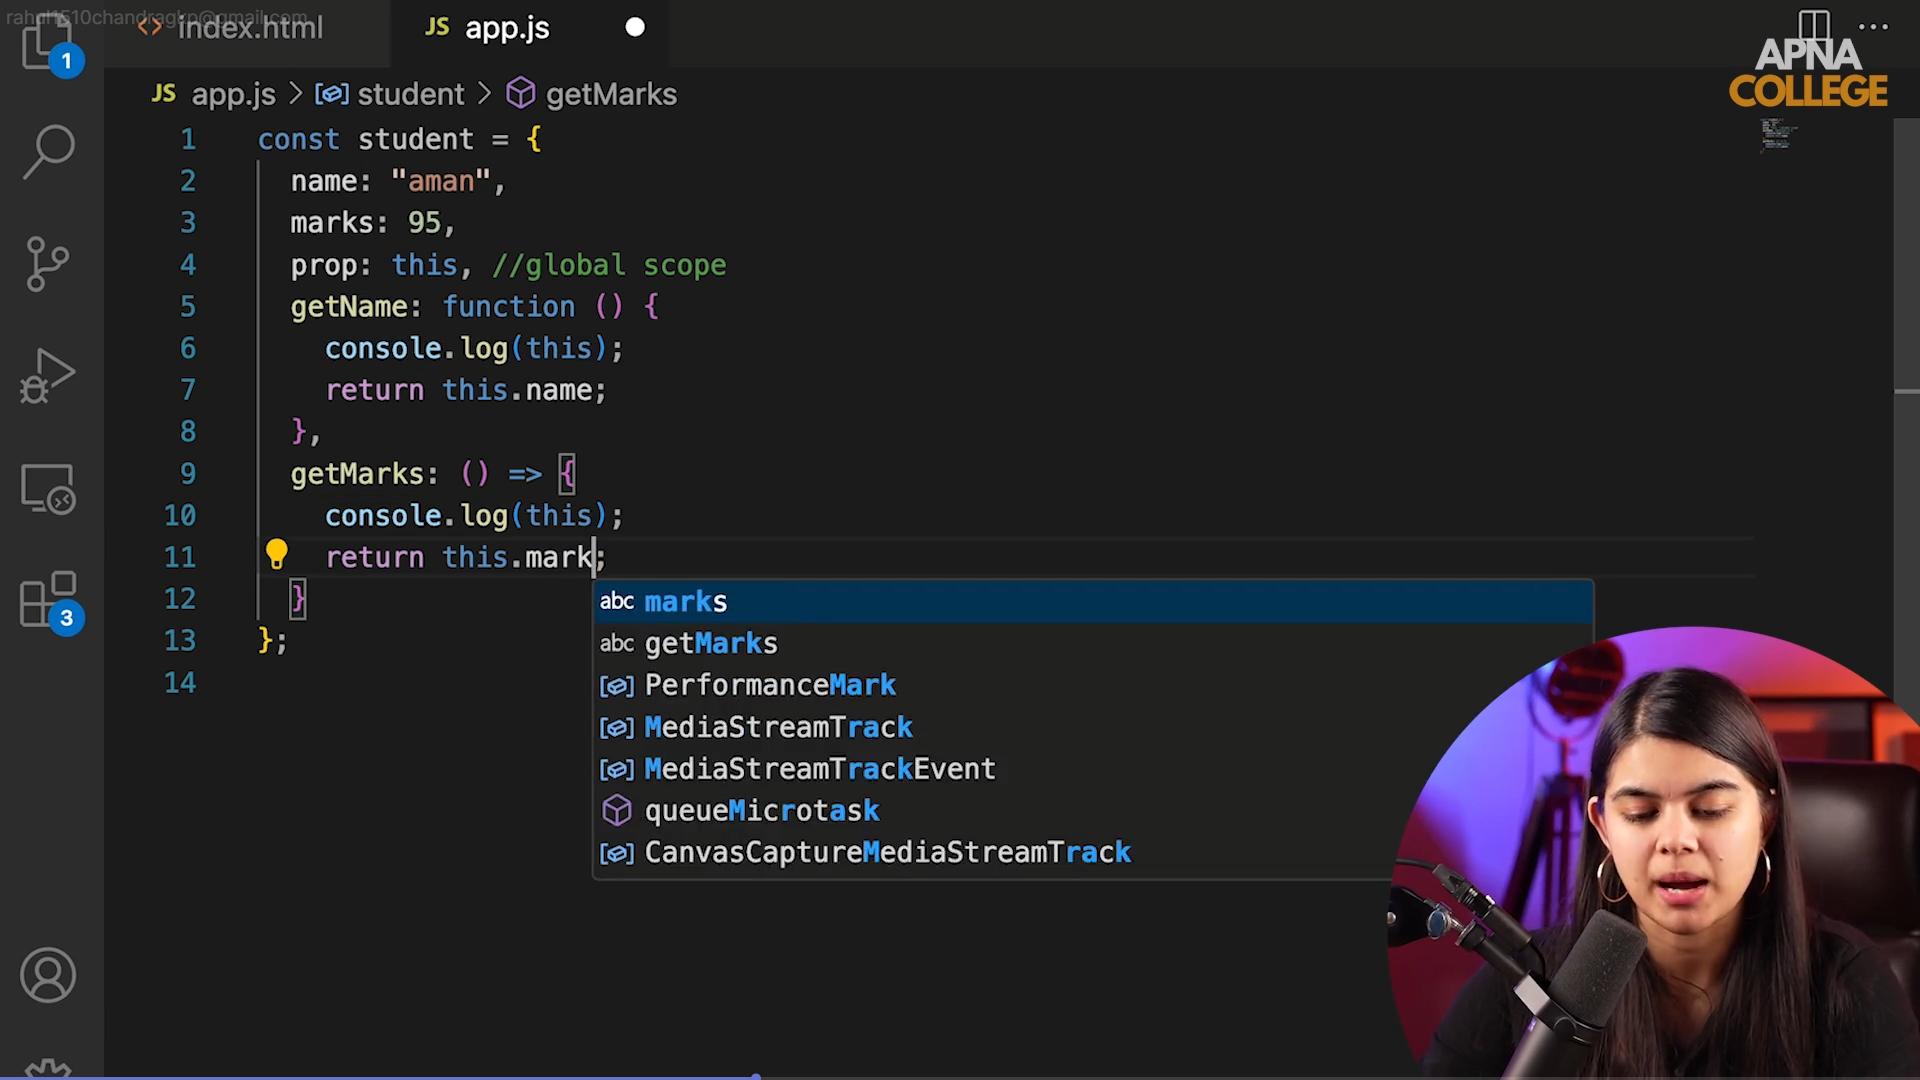 rahul1510chandragkp@gmail.com
index.html
JS app.js
APNA
COLLEGE
JS app.js > student > getMarks
1
1 const student = {
2 name: "aman",
3 marks: 95,
4 prop: this, //global scope
5 getName: function () {
6 console.log(this);
7 return this.name;
8 },
9 getMarks: () => {
10 console.log(this);
11 return this.mark;
12 }
13 };
14
3
abc marks
abc getMarks
PerformanceMark
MediaStreamTrack
MediaStreamTrackEvent
queueMicrotask
CanvasCaptureMediaStreamTrack